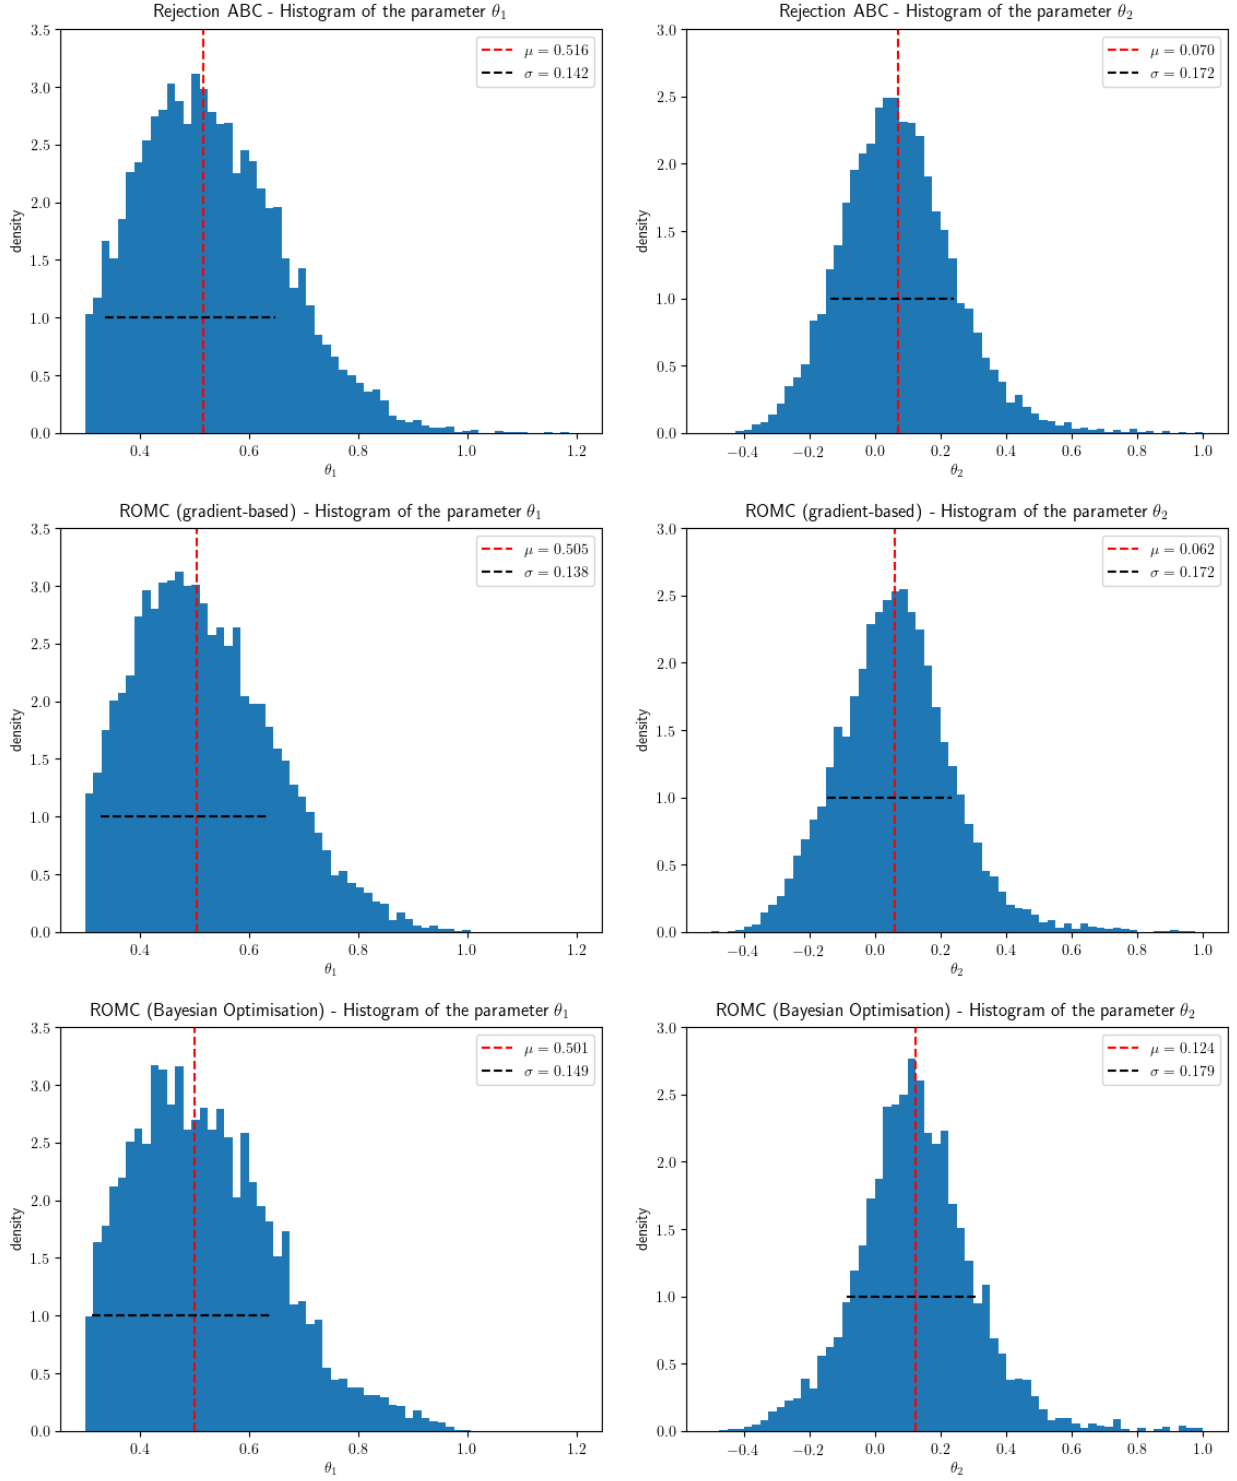 Rejection ABC - Histogram of the parameter θ₁
3.5
3.0
2.5
2.0
1.5
1.0
0.5
0.0
density
μ = 0.516
σ = 0.142
0.4 0.6 0.8 1.0 1.2
θ₁
Rejection ABC - Histogram of the parameter θ₂
3.0
2.5
2.0
1.5
1.0
0.5
0.0
density
μ = 0.070
σ = 0.172
−0.4 −0.2 0.0 0.2 0.4 0.6 0.8 1.0
θ₂
ROMC (gradient-based) - Histogram of the parameter θ₁
3.5
3.0
2.5
2.0
1.5
1.0
0.5
0.0
density
μ = 0.505
σ = 0.138
0.4 0.6 0.8 1.0 1.2
θ₁
ROMC (gradient-based) - Histogram of the parameter θ₂
3.0
2.5
2.0
1.5
1.0
0.5
0.0
density
μ = 0.062
σ = 0.172
−0.4 −0.2 0.0 0.2 0.4 0.6 0.8 1.0
θ₂
ROMC (Bayesian Optimisation) - Histogram of the parameter θ₁
3.5
3.0
2.5
2.0
1.5
1.0
0.5
0.0
density
μ = 0.501
σ = 0.149
0.4 0.6 0.8 1.0 1.2
θ₁
ROMC (Bayesian Optimisation) - Histogram of the parameter θ₂
3.0
2.5
2.0
1.5
1.0
0.5
0.0
density
μ = 0.124
σ = 0.179
−0.4 −0.2 0.0 0.2 0.4 0.6 0.8 1.0
θ₂